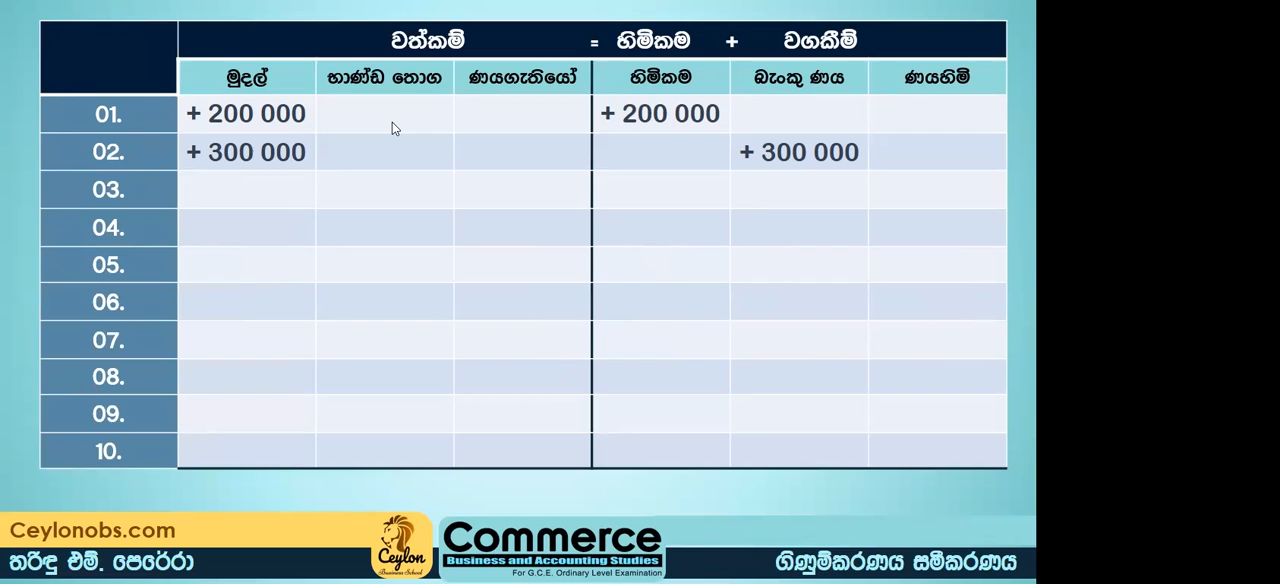 වත්කම් = හිමිකම + වගකීම්
මුදල් භාණ්ඩ තොග ණයගැතියෝ හිමිකම බැංකු ණය ණයහිමි
01. + 200 000 + 200 000
02. + 300 000 + 300 000
03.
04.
05.
06.
07.
08.
09.
10.
Ceylonobs.com
තරිඳු එම්. පෙරේරා
Ceylon
Business School
Commerce
Business and Accounting Studies
For G.C.E. Ordinary Level Examination
ගිණුම්කරණය සමීකරණය